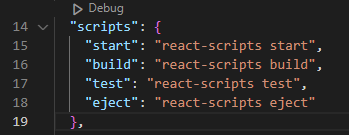 Debug
14 "scripts": {
15 "start": "react-scripts start",
16 "build": "react-scripts build",
17 "test": "react-scripts test",
18 "eject": "react-scripts eject"
19 },